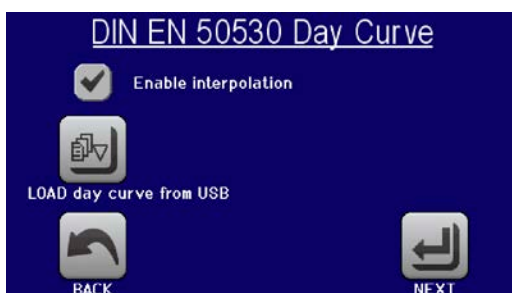 DIN EN 50530 Day Curve
Enable interpolation
LOAD day curve from USB
BACK
NEXT